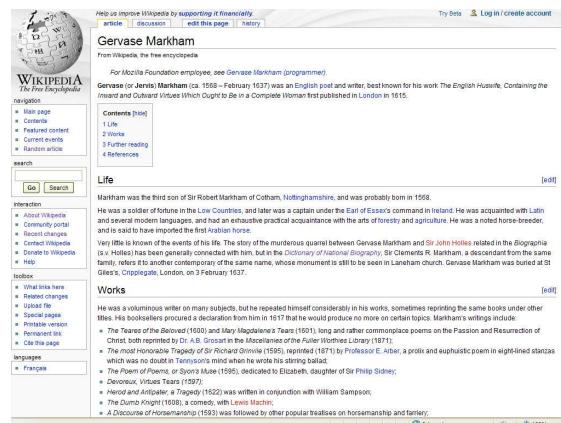 Help us improve Wikipedia by supporting it financially.
Try Beta
Log in / create account
article
discussion
edit this page
history
WIKIPEDIA
The Free Encyclopedia
navigation
Main page
Contents
Featured content
Current events
Random article
search
Go
Search
interaction
About Wikipedia
Community portal
Recent changes
Contact Wikipedia
Donate to Wikipedia
Help
toolbox
What links here
Related changes
Upload file
Special pages
Printable version
Permanent link
Cite this page
languages
Français
Gervase Markham
From Wikipedia, the free encyclopedia
For Mozilla Foundation employee, see Gervase Markham (programmer).
Gervase (or Jervis) Markham (ca. 1568 – February 1637) was an English poet and writer, best known for his work The English Huswife, Containing the
Inward and Outward Virtues Which Ought to Be in a Complete Woman first published in London in 1615.
Contents [hide]
1 Life
2 Works
3 Further reading
4 References
Life
[edit]
Markham was the third son of Sir Robert Markham of Cotham, Nottinghamshire, and was probably born in 1568.
He was a soldier of fortune in the Low Countries, and later was a captain under the Earl of Essex's command in Ireland. He was acquainted with Latin
and several modern languages, and had an exhaustive practical acquaintance with the arts of forestry and agriculture. He was a noted horse-breeder,
and is said to have imported the first Arabian horse.
Very little is known of the events of his life. The story of the murderous quarrel between Gervase Markham and Sir John Holles related in the Biographia
(s.v. Holles) has been generally connected with him, but in the Dictionary of National Biography, Sir Clements R. Markham, a descendant from the same
family, refers it to another contemporary of the same name, whose monument is still to be seen in Laneham church. Gervase Markham was buried at St
Giles's, Cripplegate, London, on 3 February 1637.
Works
[edit]
He was a voluminous writer on many subjects, but he repeated himself considerably in his works, sometimes reprinting the same books under other
titles. His booksellers procured a declaration from him in 1617 that he would produce no more on certain topics. Markham's writings include:
The Teares of the Beloved (1600) and Mary Magdalene's Tears (1601), long and rather commonplace poems on the Passion and Resurrection of
Christ, both reprinted by Dr. A.B. Grosart in the Miscellanies of the Fuller Worthies Library (1871);
The most Honorable Tragedy of Sir Richard Grinvile (1595), reprinted (1871) by Professor E. Arber, a prolix and euphuistic poem in eight-lined stanzas
which was no doubt in Tennyson's mind when he wrote his stirring ballad;
The Poem of Poems, or Syon's Muse (1595), dedicated to Elizabeth, daughter of Sir Philip Sidney;
Devoreux, Vertues Tears (1597);
Herod and Antipater, a Tragedy (1622) was written in conjunction with William Sampson;
The Dumb Knight (1608), a comedy, with Lewis Machin;
A Discourse of Horsemanship (1593) was followed by other popular treatises on horsemanship and farriery;